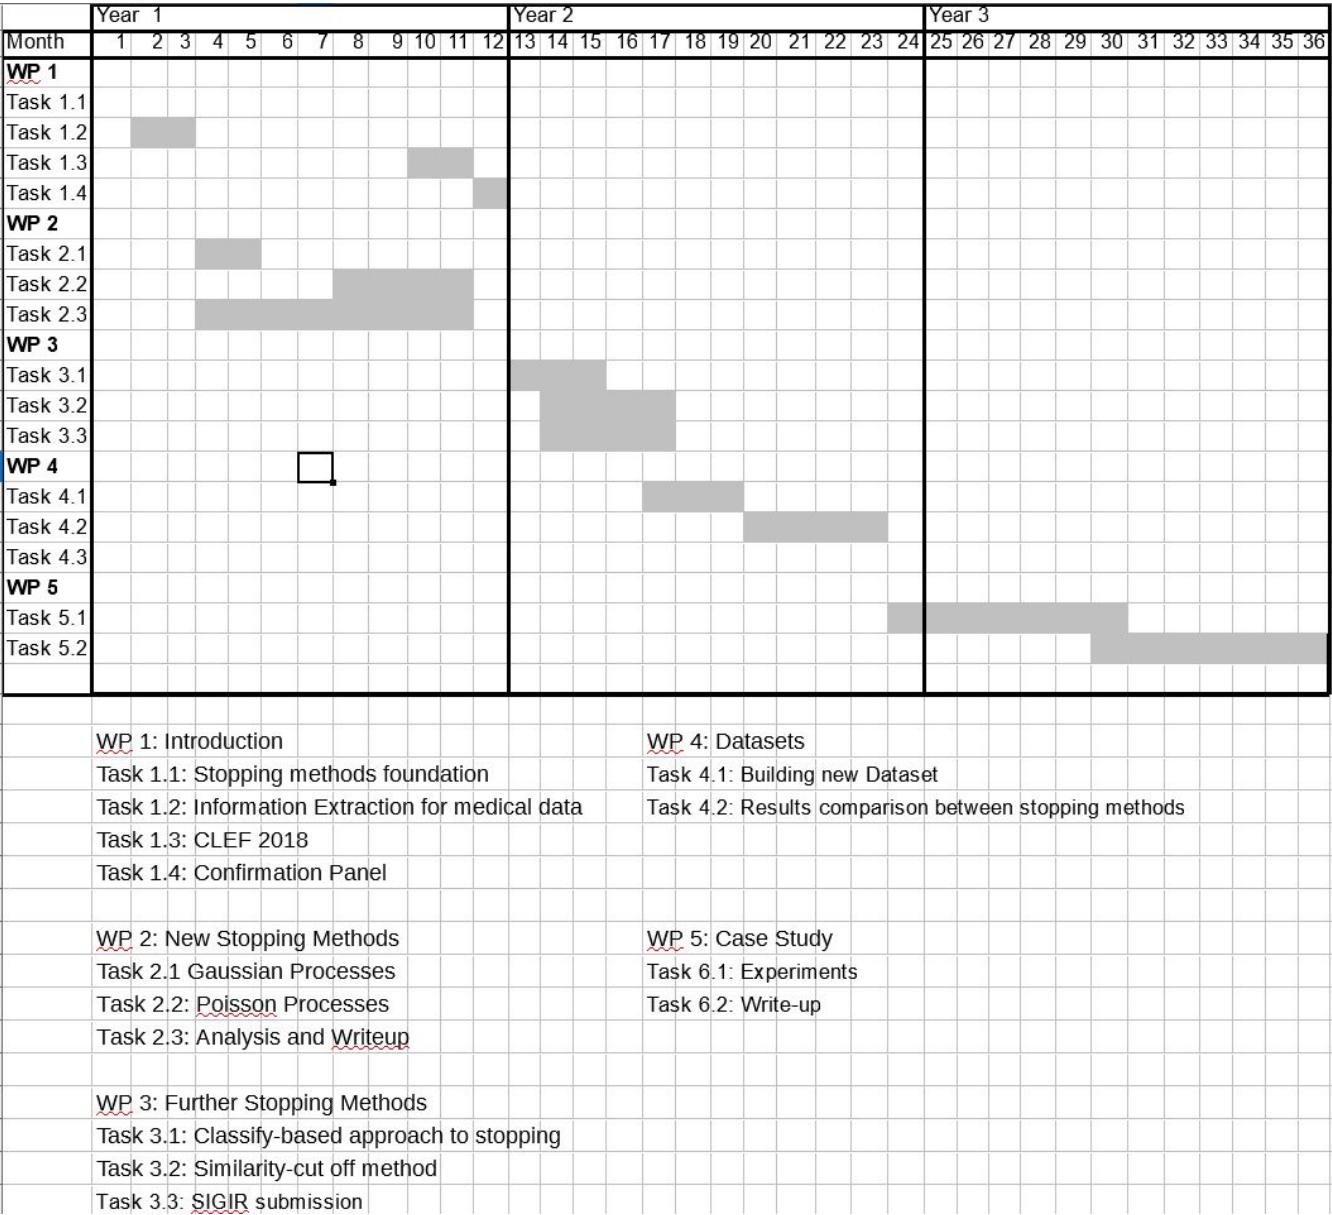 Year 1 Year 2 Year 3
Month 1 2 3 4 5 6 7 8 9 10 11 12 13 14 15 16 17 18 19 20 21 22 23 24 25 26 27 28 29 30 31 32 33 34 35 36
WP 1
Task 1.1
Task 1.2
Task 1.3
Task 1.4
WP 2
Task 2.1
Task 2.2
Task 2.3
WP 3
Task 3.1
Task 3.2
Task 3.3
WP 4
Task 4.1
Task 4.2
Task 4.3
WP 5
Task 5.1
Task 5.2
WP 1: Introduction
Task 1.1: Stopping methods foundation
Task 1.2: Information Extraction for medical data
Task 1.3: CLEF 2018
Task 1.4: Confirmation Panel
WP 2: New Stopping Methods
Task 2.1 Gaussian Processes
Task 2.2: Poisson Processes
Task 2.3: Analysis and Writeup
WP 3: Further Stopping Methods
Task 3.1: Classify-based approach to stopping
Task 3.2: Similarity-cut off method
Task 3.3: SIGIR submission
WP 4: Datasets
Task 4.1: Building new Dataset
Task 4.2: Results comparison between stopping methods
WP 5: Case Study
Task 6.1: Experiments
Task 6.2: Write-up